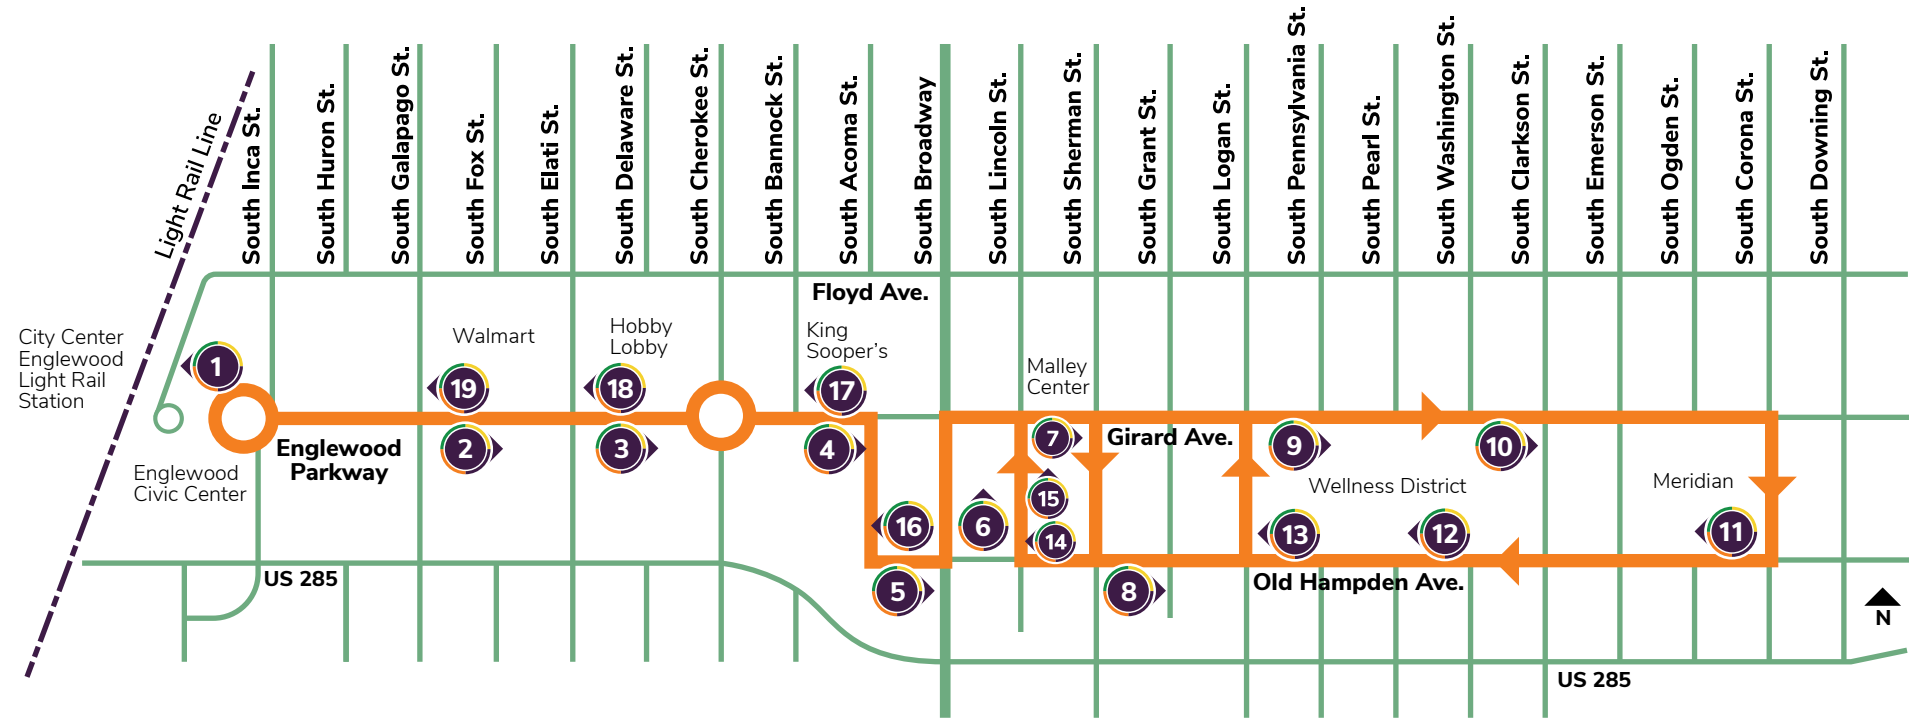 Light Rail Line
South Inca St.
South Huron St.
South Galapago St.
South Fox St.
South Elati St.
South Delaware St.
South Cherokee St.
South Bannock St.
South Acoma St.
South Broadway
South Lincoln St.
South Sherman St.
South Grant St.
South Logan St.
South Pennsylvania St.
South Pearl St.
South Washington St.
South Clarkson St.
South Emerson St.
South Ogden St.
South Corona St.
South Downing St.
Floyd Ave.
City Center
Englewood
Light Rail
Station
1
Walmart
19
Hobby
Lobby
18
King
Sooper's
17
Malley
Center
Englewood
Parkway
2
3
4
7
Girard Ave.
9
10
Englewood
Civic Center
16
6
15
14
Wellness District
13
12
Meridian
11
US 285
5
8
Old Hampden Ave.
N
US 285